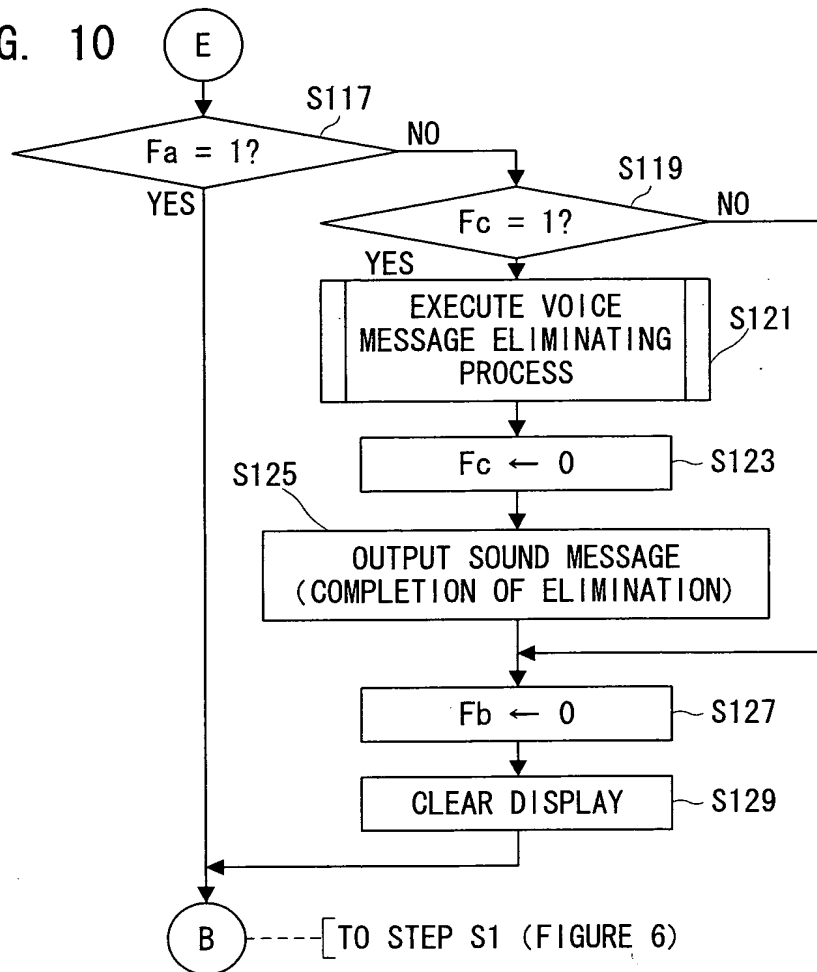 G. 10
E
S117
Fa = 1?
NO
YES
S119
Fc = 1?
NO
YES
EXECUTE VOICE
MESSAGE ELIMINATING
PROCESS
S121
Fc ← 0
S123
S125
OUTPUT SOUND MESSAGE
(COMPLETION OF ELIMINATION)
Fb ← 0
S127
CLEAR DISPLAY
S129
B
TO STEP S1 (FIGURE 6)